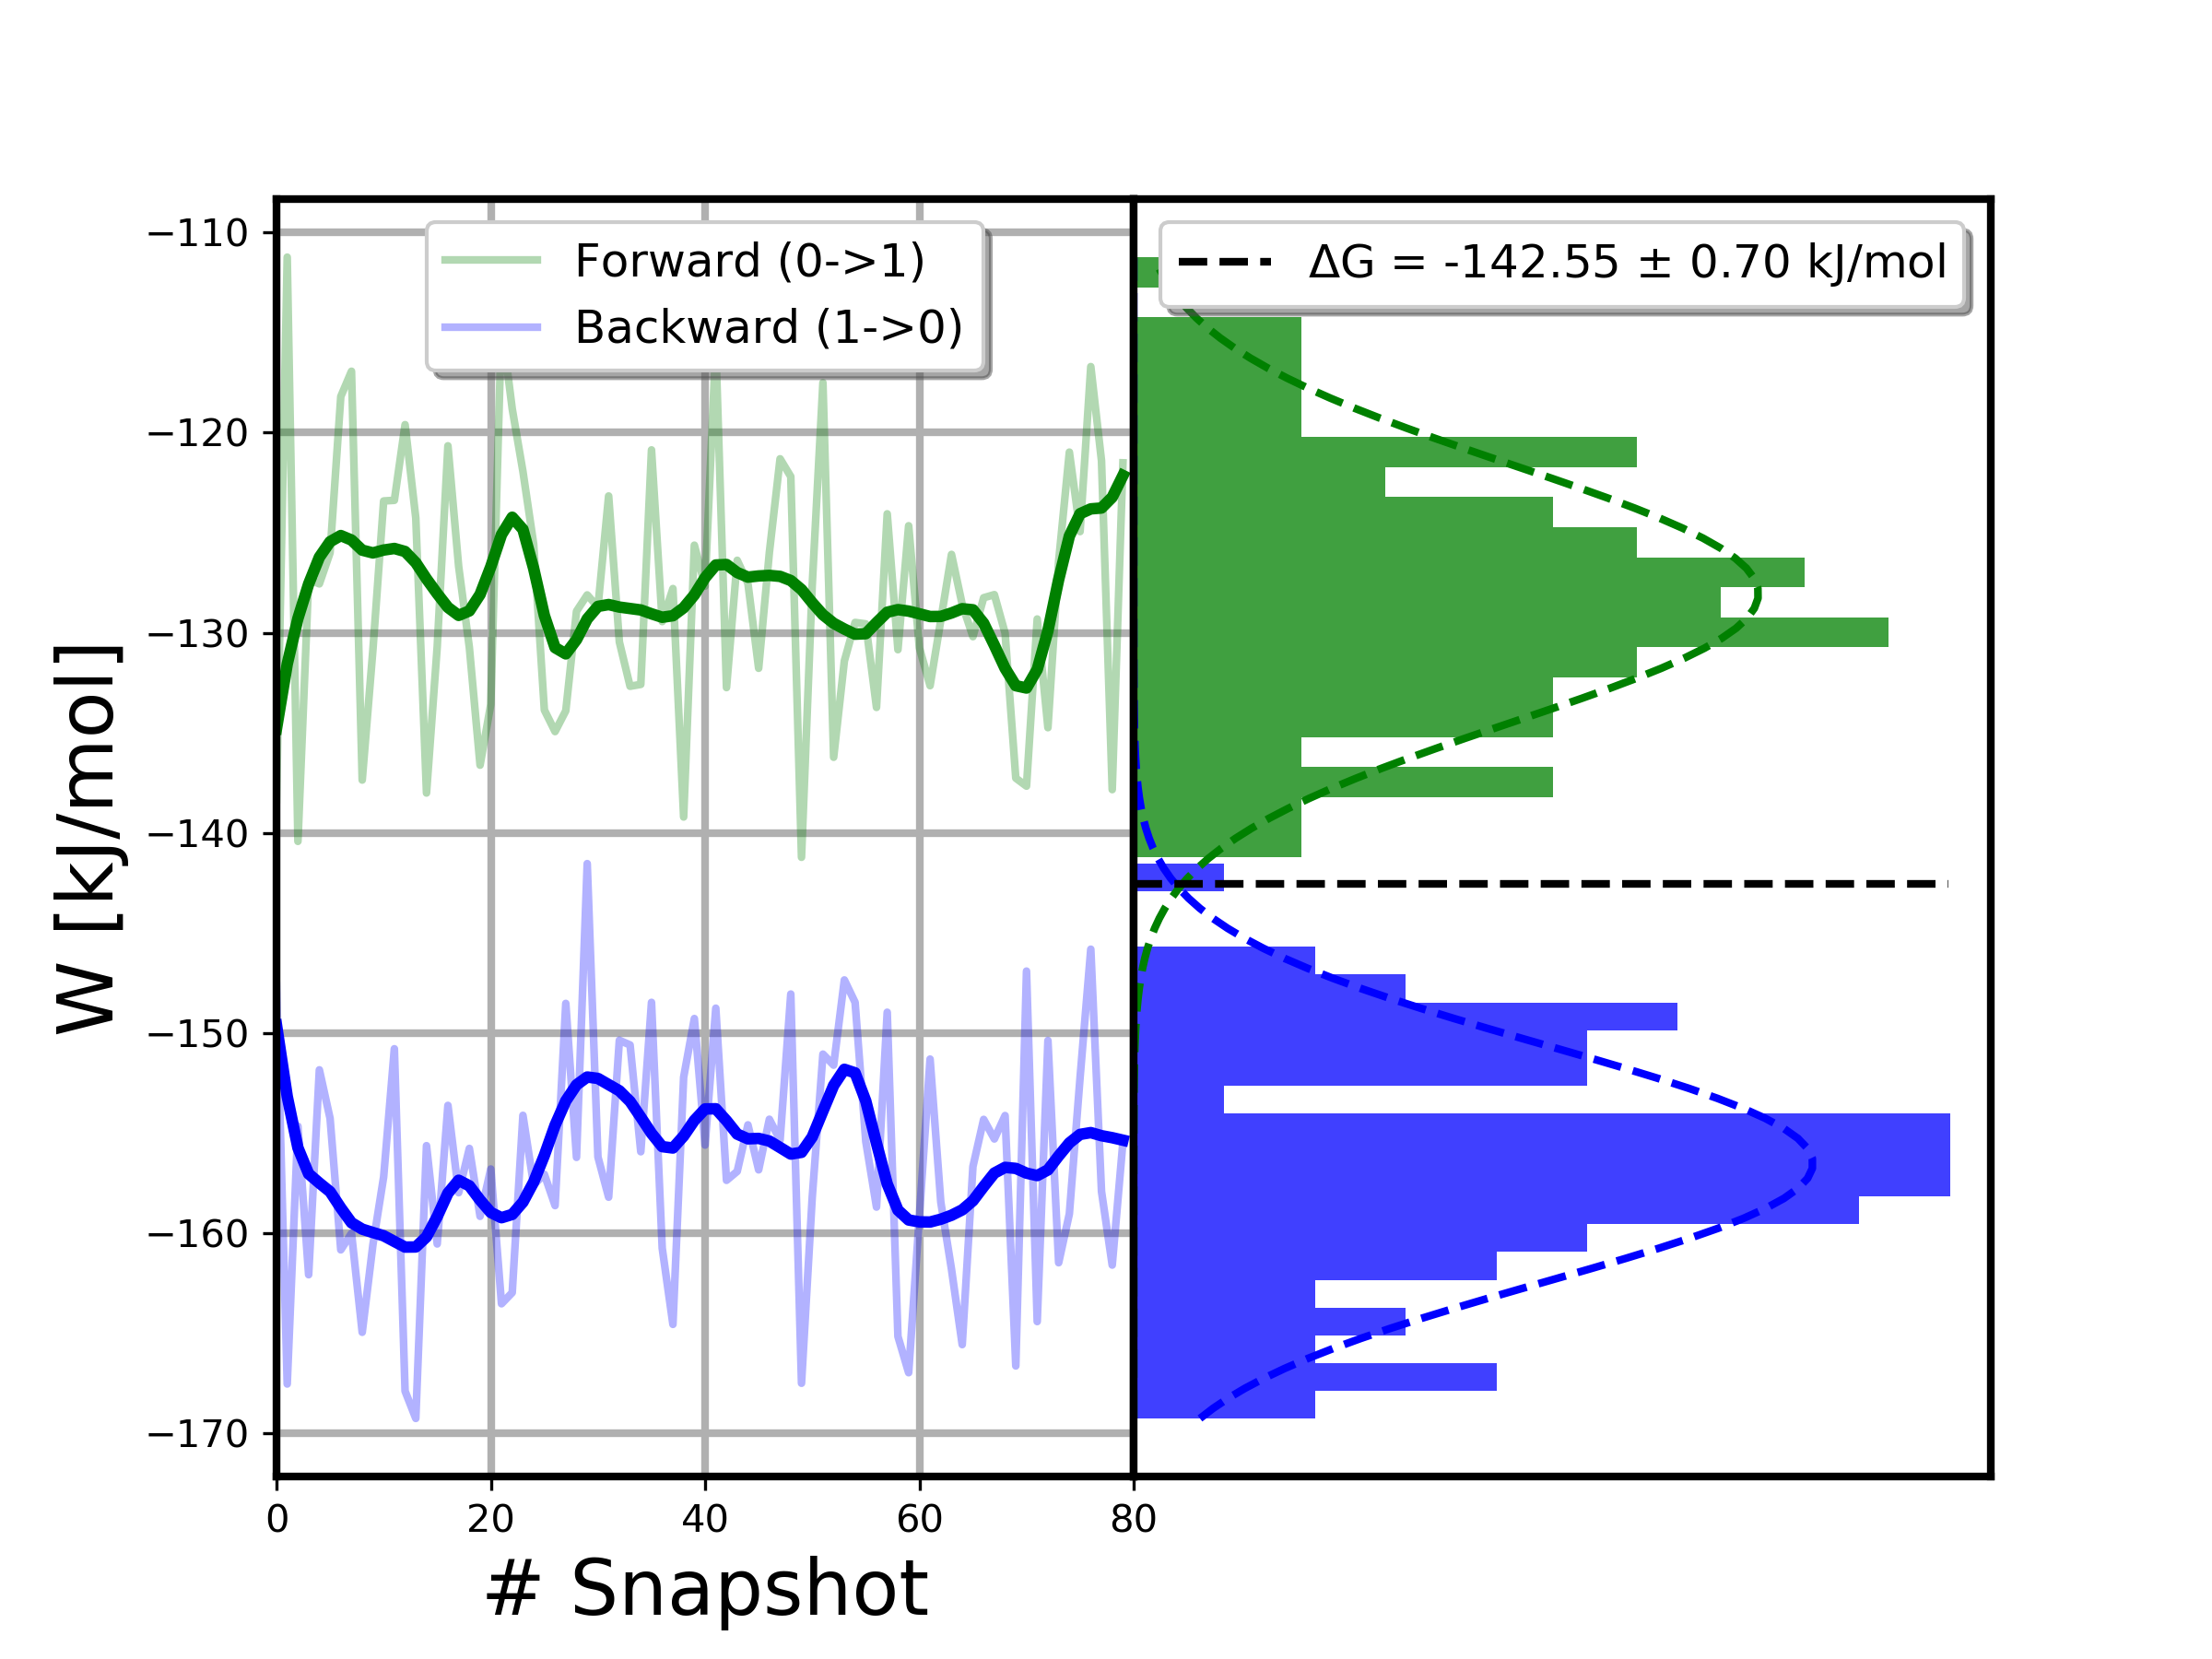 Forward (0->1)
Backward (1->0)
ΔG = -142.55 ± 0.70 kJ/mol
W [kJ/mol]
−110
−120
−130
−140
−150
−160
−170
0 20 40 60 80
# Snapshot